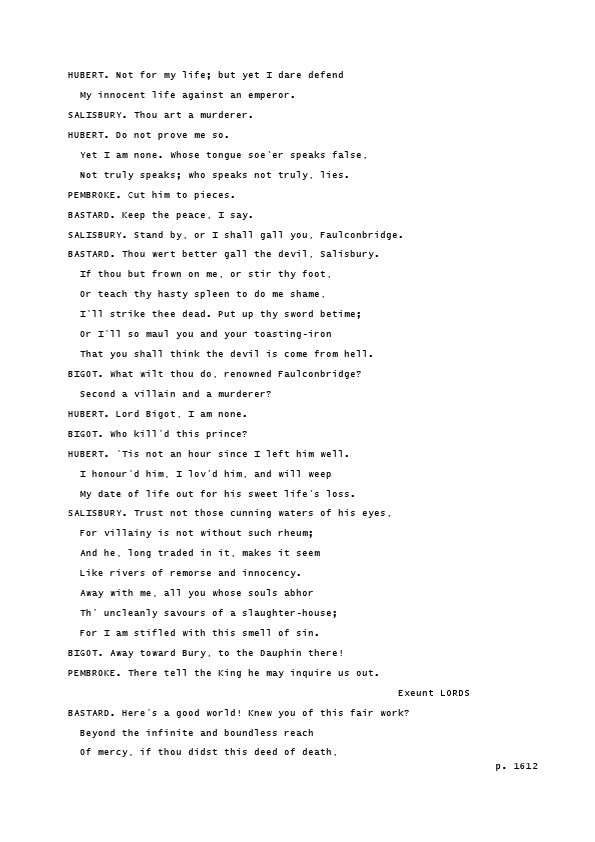 HUBERT. Not for my life; but yet I dare defend
My innocent life against an emperor.
SALISBURY. Thou art a murderer.
HUBERT. Do not prove me so.
Yet I am none. Whose tongue soe'er speaks false,
Not truly speaks; who speaks not truly, lies.
PEMBROKE. Cut him to pieces.
BASTARD. Keep the peace, I say.
SALISBURY. Stand by, or I shall gall you, Faulconbridge.
BASTARD. Thou wert better gall the devil, Salisbury.
If thou but frown on me, or stir thy foot,
Or teach thy hasty spleen to do me shame,
I'll strike thee dead. Put up thy sword betime;
Or I'll so maul you and your toasting-iron
That you shall think the devil is come from hell.
BIGOT. What wilt thou do, renowned Faulconbridge?
Second a villain and a murderer?
HUBERT. Lord Bigot, I am none.
BIGOT. Who kill'd this prince?
HUBERT. 'Tis not an hour since I left him well.
I honour'd him, I lov'd him, and will weep
My date of life out for his sweet life's loss.
SALISBURY. Trust not those cunning waters of his eyes,
For villainy is not without such rheum;
And he, long traded in it, makes it seem
Like rivers of remorse and innocency.
Away with me, all you whose souls abhor
Th' uncleanly savours of a slaughter-house;
For I am stifled with this smell of sin.
BIGOT. Away toward Bury, to the Dauphin there!
PEMBROKE. There tell the King he may inquire us out.
Exeunt LORDS
BASTARD. Here's a good world! Knew you of this fair work?
Beyond the infinite and boundless reach
Of mercy, if thou didst this deed of death,
p. 1612